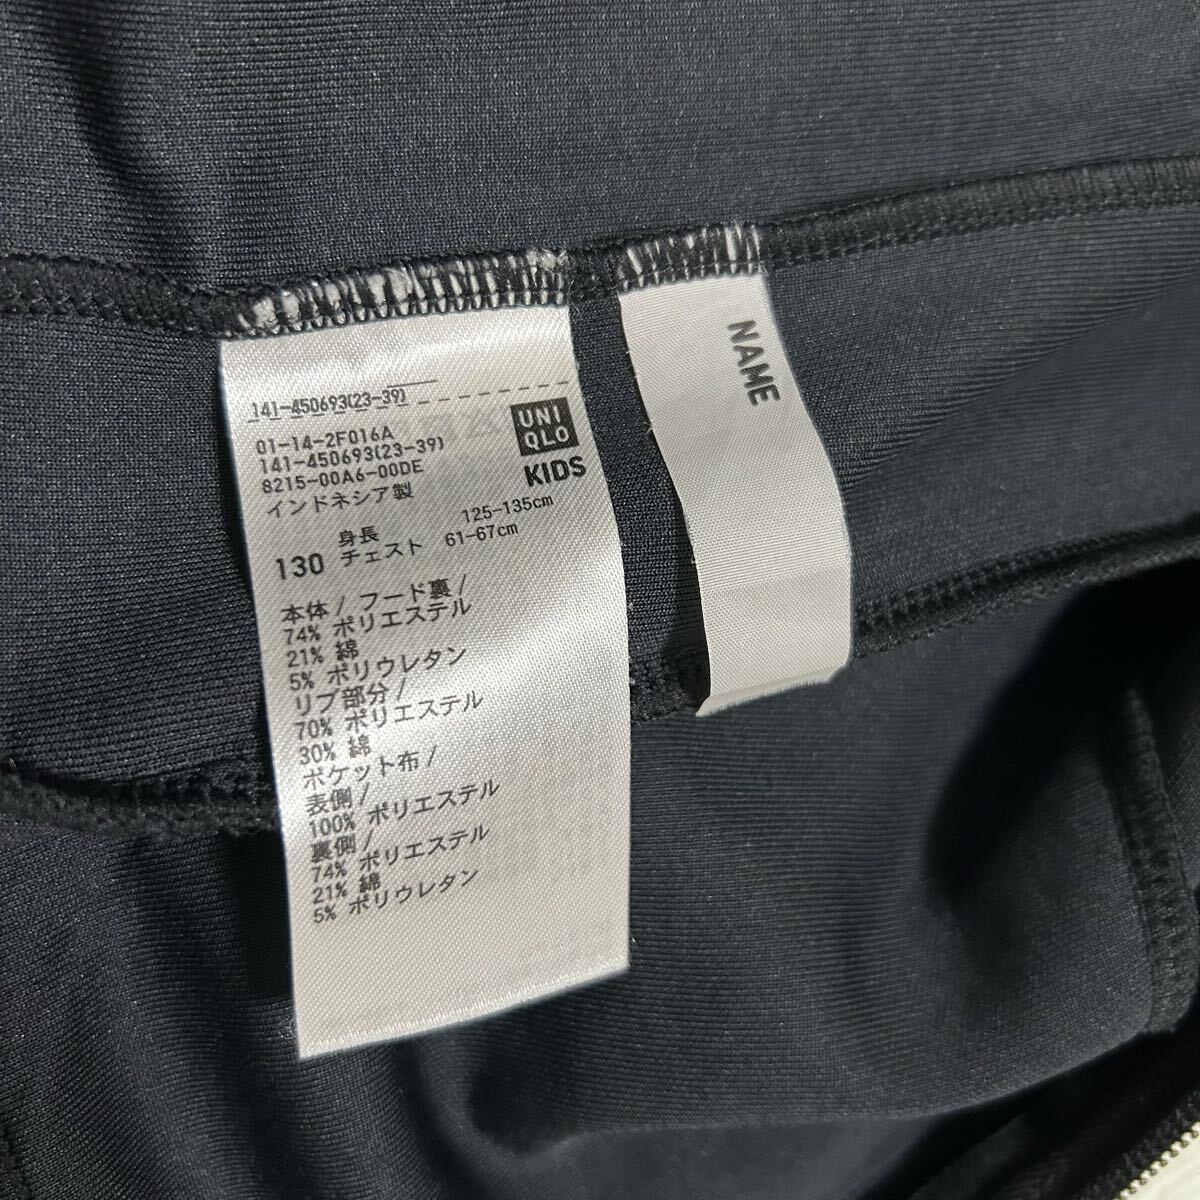 141-450693(23-39)
01-14-2F016A
141-450693(23-39)
8215-00A6-00DE
インドネシア製
UNI
QLO
KIDS
130 身長 125-135cm
チェスト 61-67cm
本体/ フード裏/
74% ポリエステル
21% 綿
5% ポリウレタン
リブ部分/
70% ポリエステル
30% 綿
ポケット布/
表側/
100% ポリエステル
裏側/
74% ポリエステル
21% 綿
5% ポリウレタン
NAME